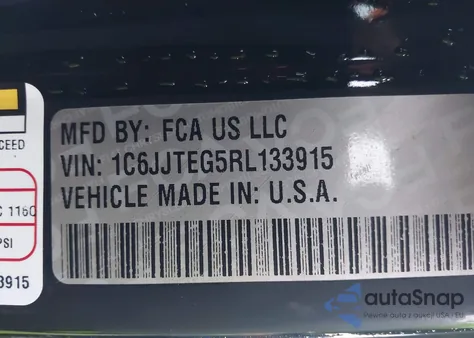 MFD BY: FCA US LLC
VIN: 1C6JJTEG5RL133915
VEHICLE MADE IN: U.S.A.
CEED
C 1160
PSI
3915
autoSnap